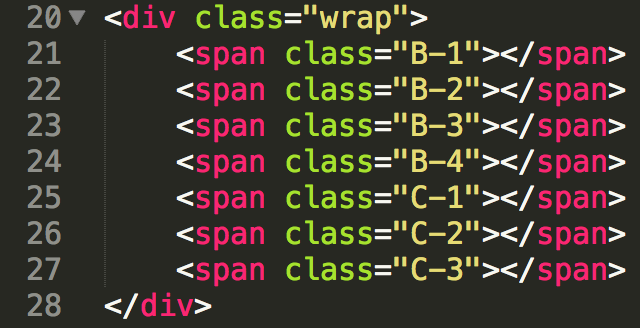 20 <div class="wrap">
21 <span class="B-1"></span>
22 <span class="B-2"></span>
23 <span class="B-3"></span>
24 <span class="B-4"></span>
25 <span class="C-1"></span>
26 <span class="C-2"></span>
27 <span class="C-3"></span>
28 </div>